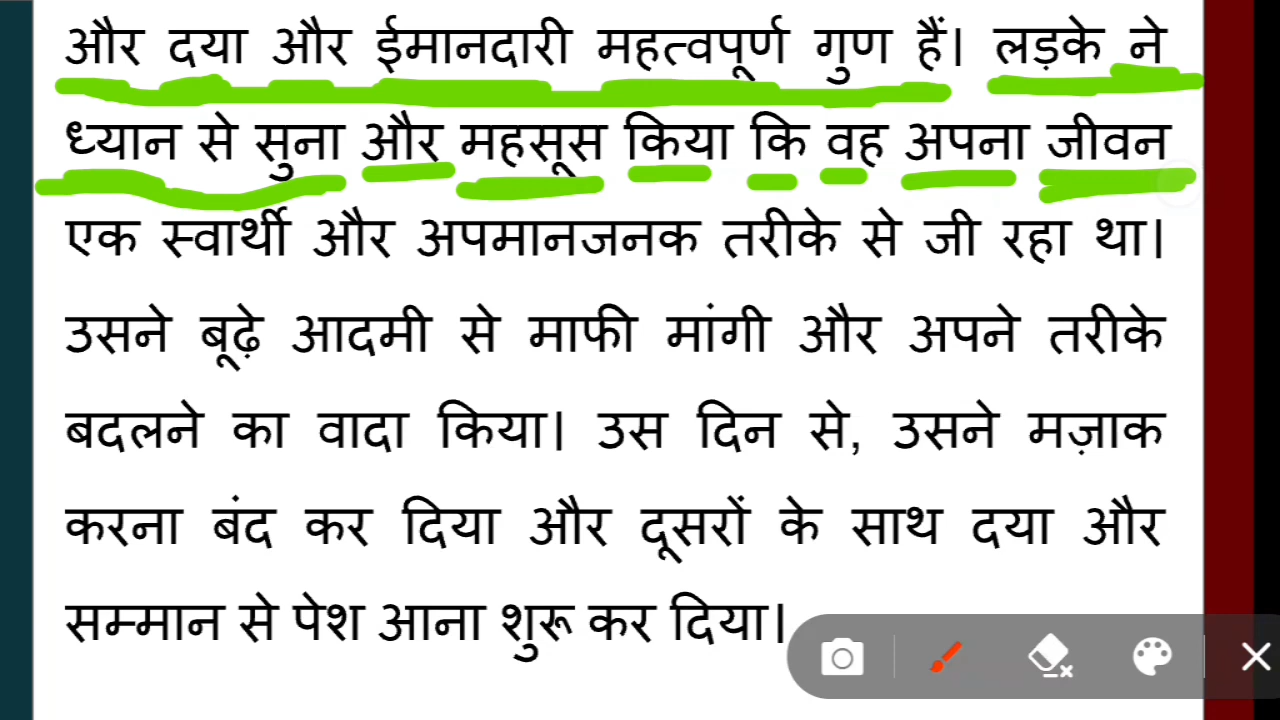 और दया और ईमानदारी महत्वपूर्ण गुण हैं। लड़के ने
ध्यान से सुना और महसूस किया कि वह अपना जीवन
एक स्वार्थी और अपमानजनक तरीके से जी रहा था।
उसने बूढ़े आदमी से माफी मांगी और अपने तरीके
बदलने का वादा किया। उस दिन से, उसने मज़ाक
करना बंद कर दिया और दूसरों के साथ दया और
सम्मान से पेश आना शुरू कर दिया।